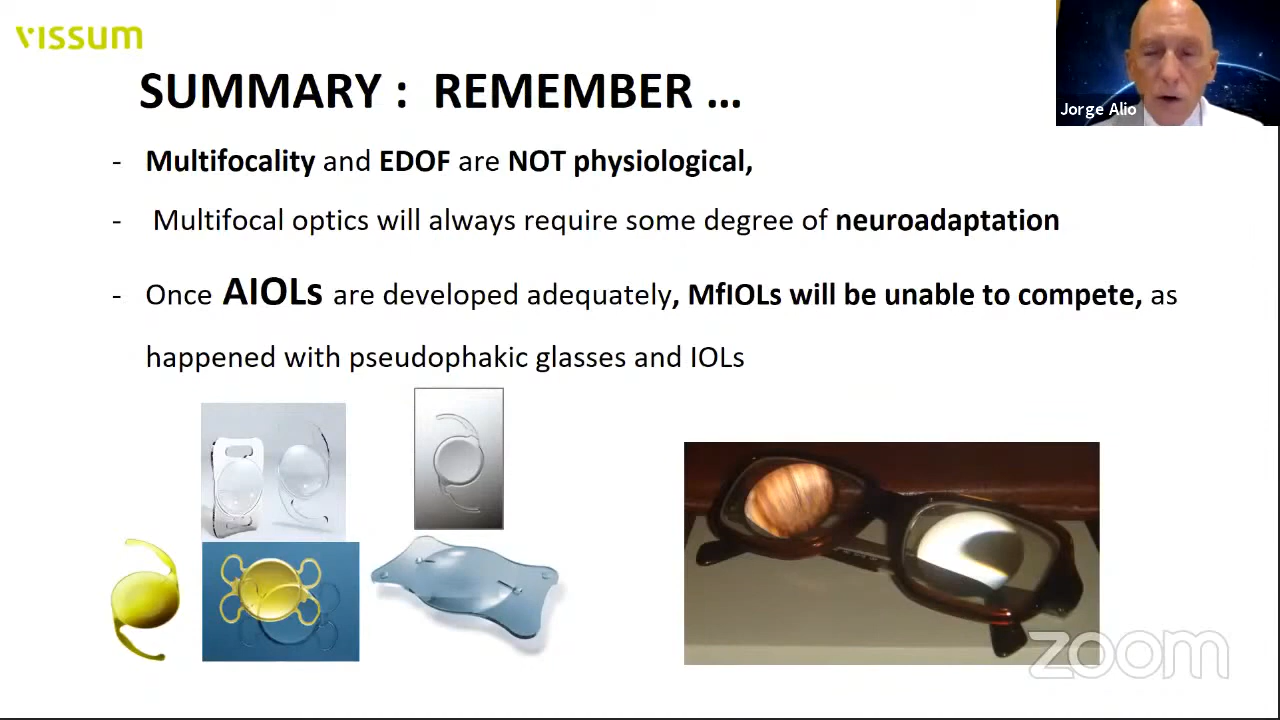 vissum
SUMMARY : REMEMBER ...
Jorge Alio
- Multifocality and EDOF are NOT physiological,
- Multifocal optics will always require some degree of neuroadaptation
- Once AIOLs are developed adequately, MfIOLs will be unable to compete, as
happened with pseudophakic glasses and IOLs
zoom